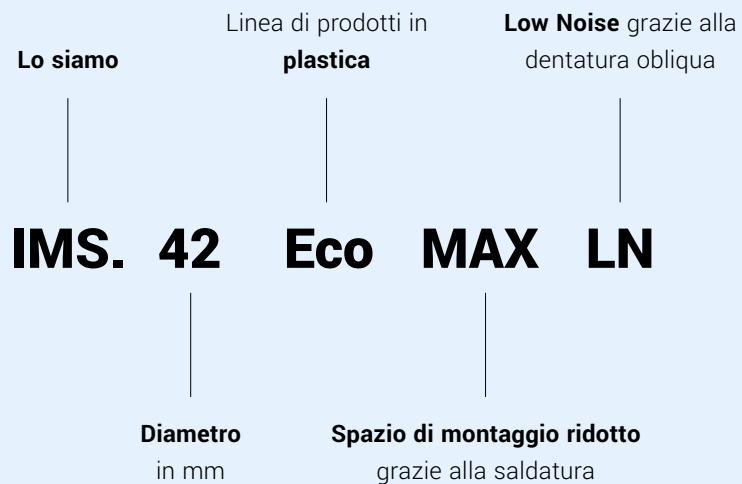 Lo siamo
Linea di prodotti in
plastica
Low Noise grazie alla
dentatura obliqua
IMS. 42 Eco MAX LN
Diametro
in mm
Spazio di montaggio ridotto
grazie alla saldatura